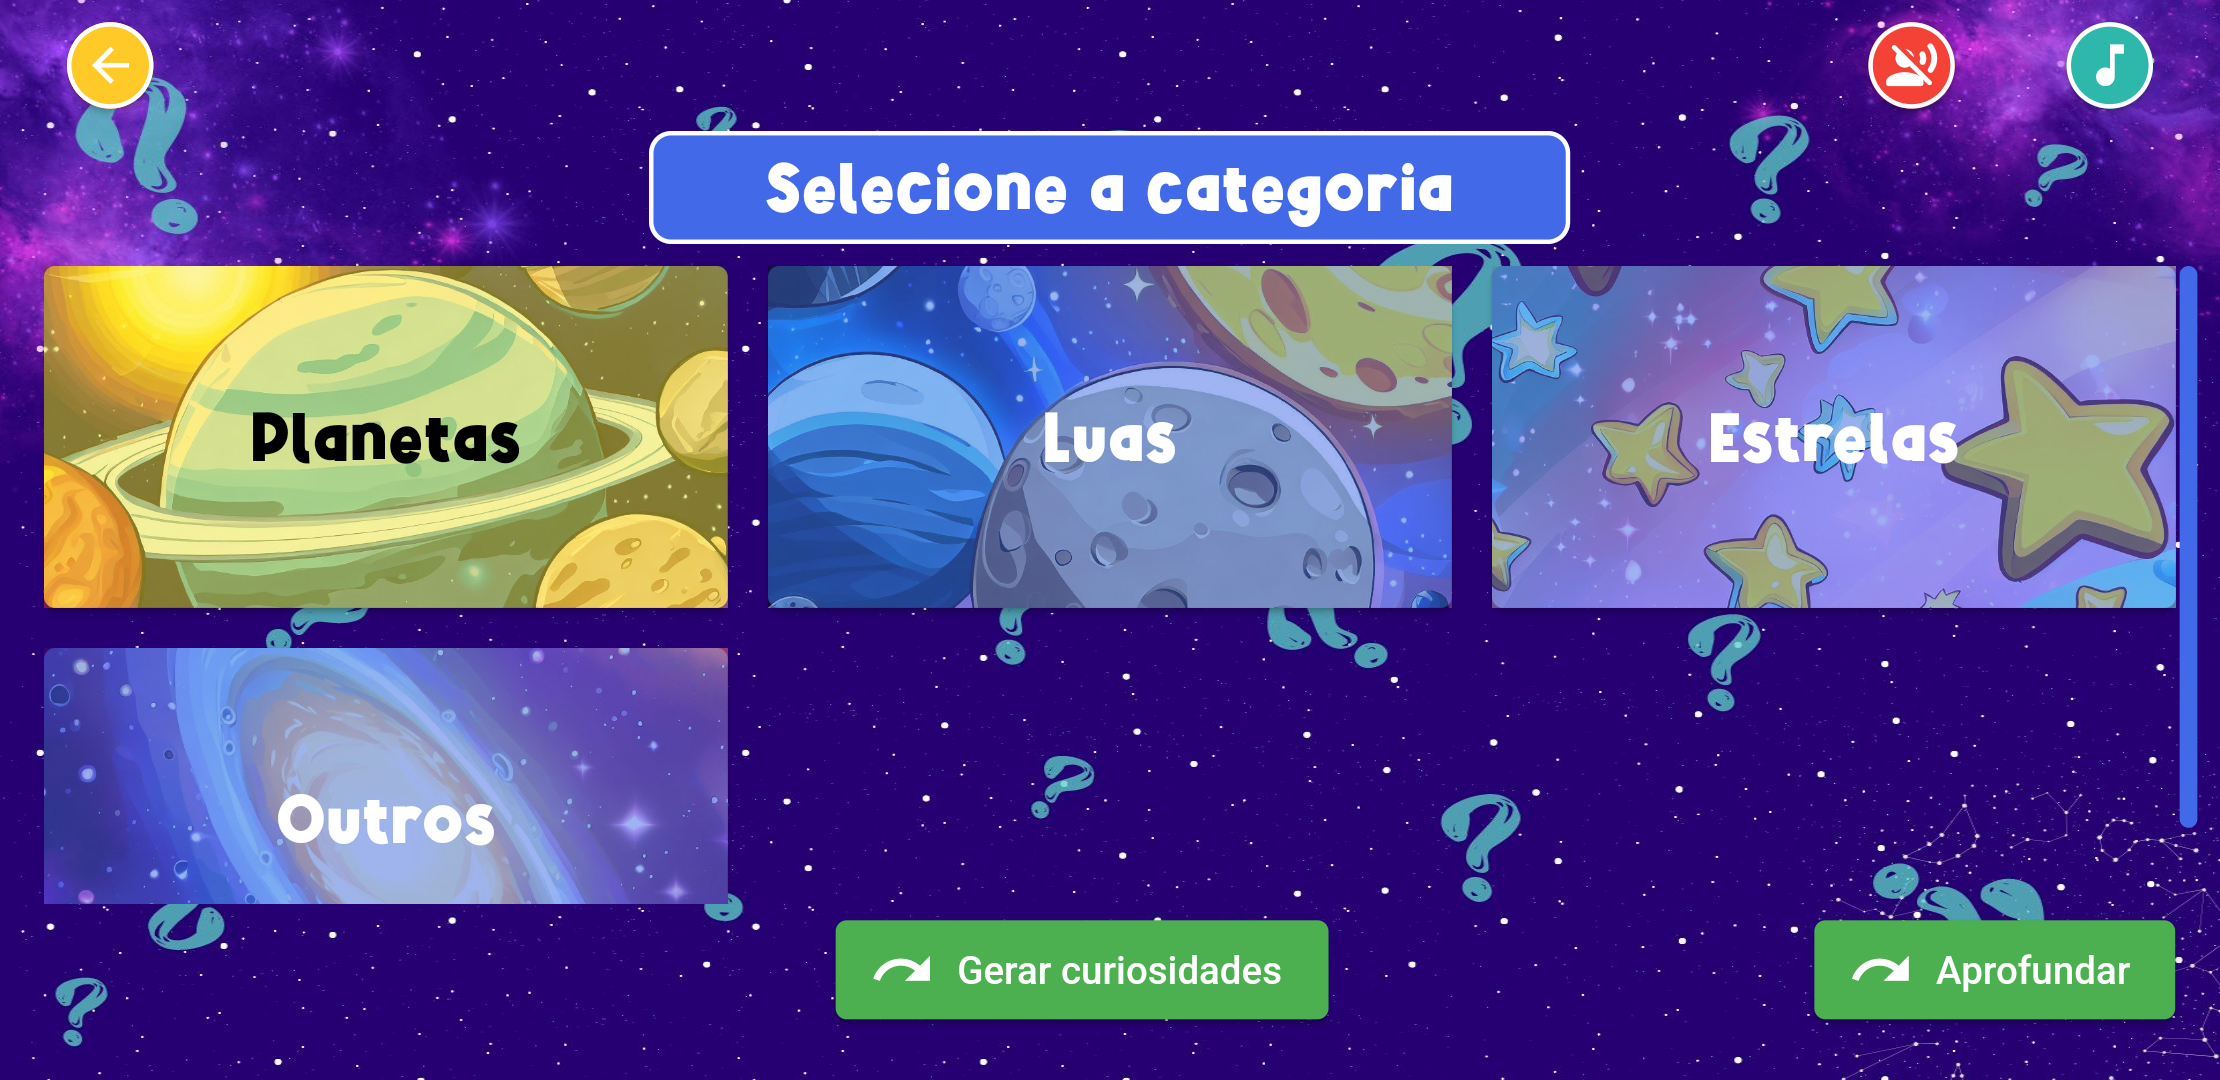 Selecione a categoria
Planetas
Luas
Estrelas
Outros
Gerar curiosidades
Aprofundar